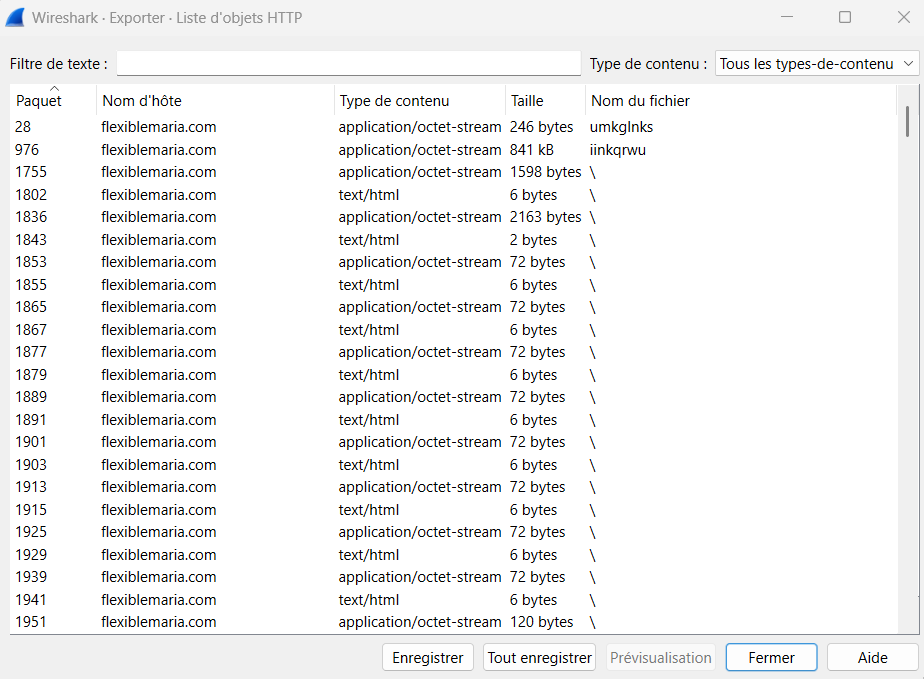 Wireshark · Exporter · Liste d'objets HTTP
Filtre de texte : Type de contenu : Tous les types-de-contenu
Paquet Nom d'hôte Type de contenu Taille Nom du fichier
28 flexiblemaria.com application/octet-stream 246 bytes umkglnks
976 flexiblemaria.com application/octet-stream 841 kB iinkqrwu
1755 flexiblemaria.com application/octet-stream 1598 bytes \
1802 flexiblemaria.com text/html 6 bytes \
1836 flexiblemaria.com application/octet-stream 2163 bytes \
1843 flexiblemaria.com text/html 2 bytes \
1853 flexiblemaria.com application/octet-stream 72 bytes \
1855 flexiblemaria.com text/html 6 bytes \
1865 flexiblemaria.com application/octet-stream 72 bytes \
1867 flexiblemaria.com text/html 6 bytes \
1877 flexiblemaria.com application/octet-stream 72 bytes \
1879 flexiblemaria.com text/html 6 bytes \
1889 flexiblemaria.com application/octet-stream 72 bytes \
1891 flexiblemaria.com text/html 6 bytes \
1901 flexiblemaria.com application/octet-stream 72 bytes \
1903 flexiblemaria.com text/html 6 bytes \
1913 flexiblemaria.com application/octet-stream 72 bytes \
1915 flexiblemaria.com text/html 6 bytes \
1925 flexiblemaria.com application/octet-stream 72 bytes \
1929 flexiblemaria.com text/html 6 bytes \
1939 flexiblemaria.com application/octet-stream 72 bytes \
1941 flexiblemaria.com text/html 6 bytes \
1951 flexiblemaria.com application/octet-stream 120 bytes \
Enregistrer Tout enregistrer Prévisualisation Fermer Aide